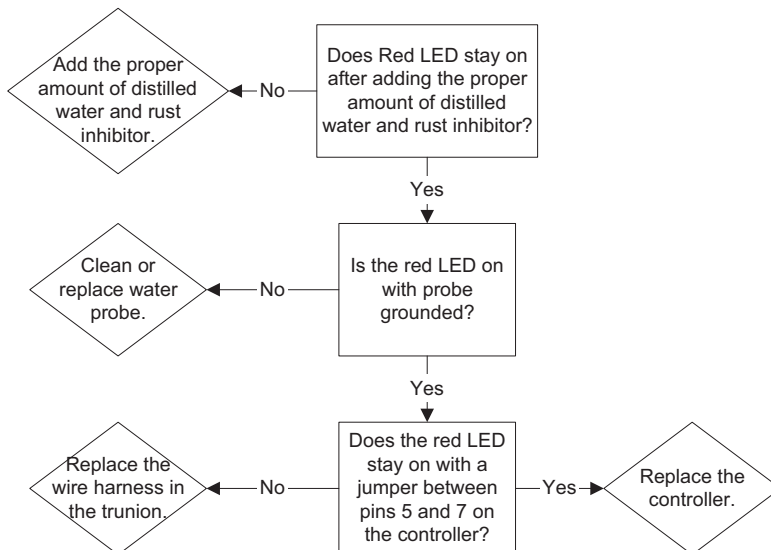 Add the proper
amount of distilled
water and rust
inhibitor.
No
Does Red LED stay on
after adding the proper
amount of distilled
water and rust inhibitor?
Yes
Clean or
replace water
probe.
No
Is the red LED on
with probe
grounded?
Yes
Replace the
wire harness in
the trunion.
No
Does the red LED
stay on with a
jumper between
pins 5 and 7 on
the controller?
Yes
Replace the
controller.